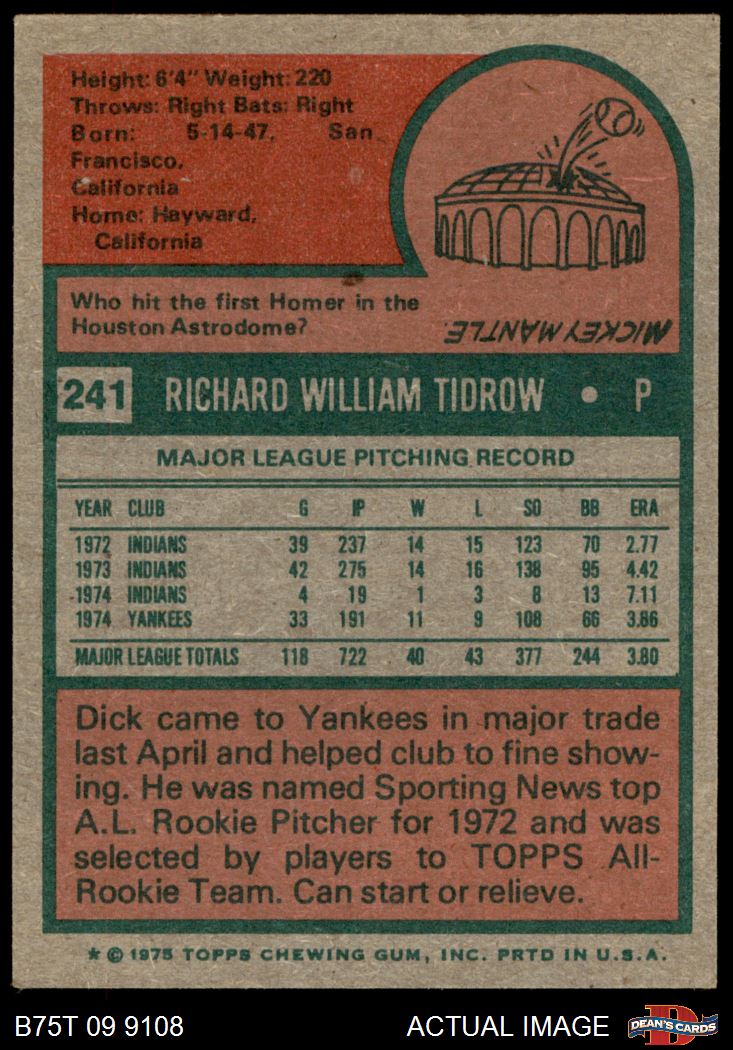 Height: 6'4" Weight: 220
Throws: Right Bats: Right
Born: 5-14-47, San
Francisco,
California
Home: Hayward,
California
Who hit the first Homer in the
Houston Astrodome?
MICKEY MANTLE.
241 RICHARD WILLIAM TIDROW • P
MAJOR LEAGUE PITCHING RECORD
YEAR CLUB G IP W L SO BB ERA
1972 INDIANS 39 237 14 15 123 70 2.77
1973 INDIANS 42 275 14 16 138 95 4.42
1974 INDIANS 4 19 1 3 8 13 7.11
1974 YANKEES 33 191 11 9 108 66 3.86
MAJOR LEAGUE TOTALS 118 722 40 43 377 244 3.80
Dick came to Yankees in major trade
last April and helped club to fine show-
ing. He was named Sporting News top
A.L. Rookie Pitcher for 1972 and was
selected by players to TOPPS All-
Rookie Team. Can start or relieve.
* © 1975 TOPPS CHEWING GUM, INC. PRTD IN U.S.A.
B75T 09 9108 ACTUAL IMAGE D DEAN'S CARDS